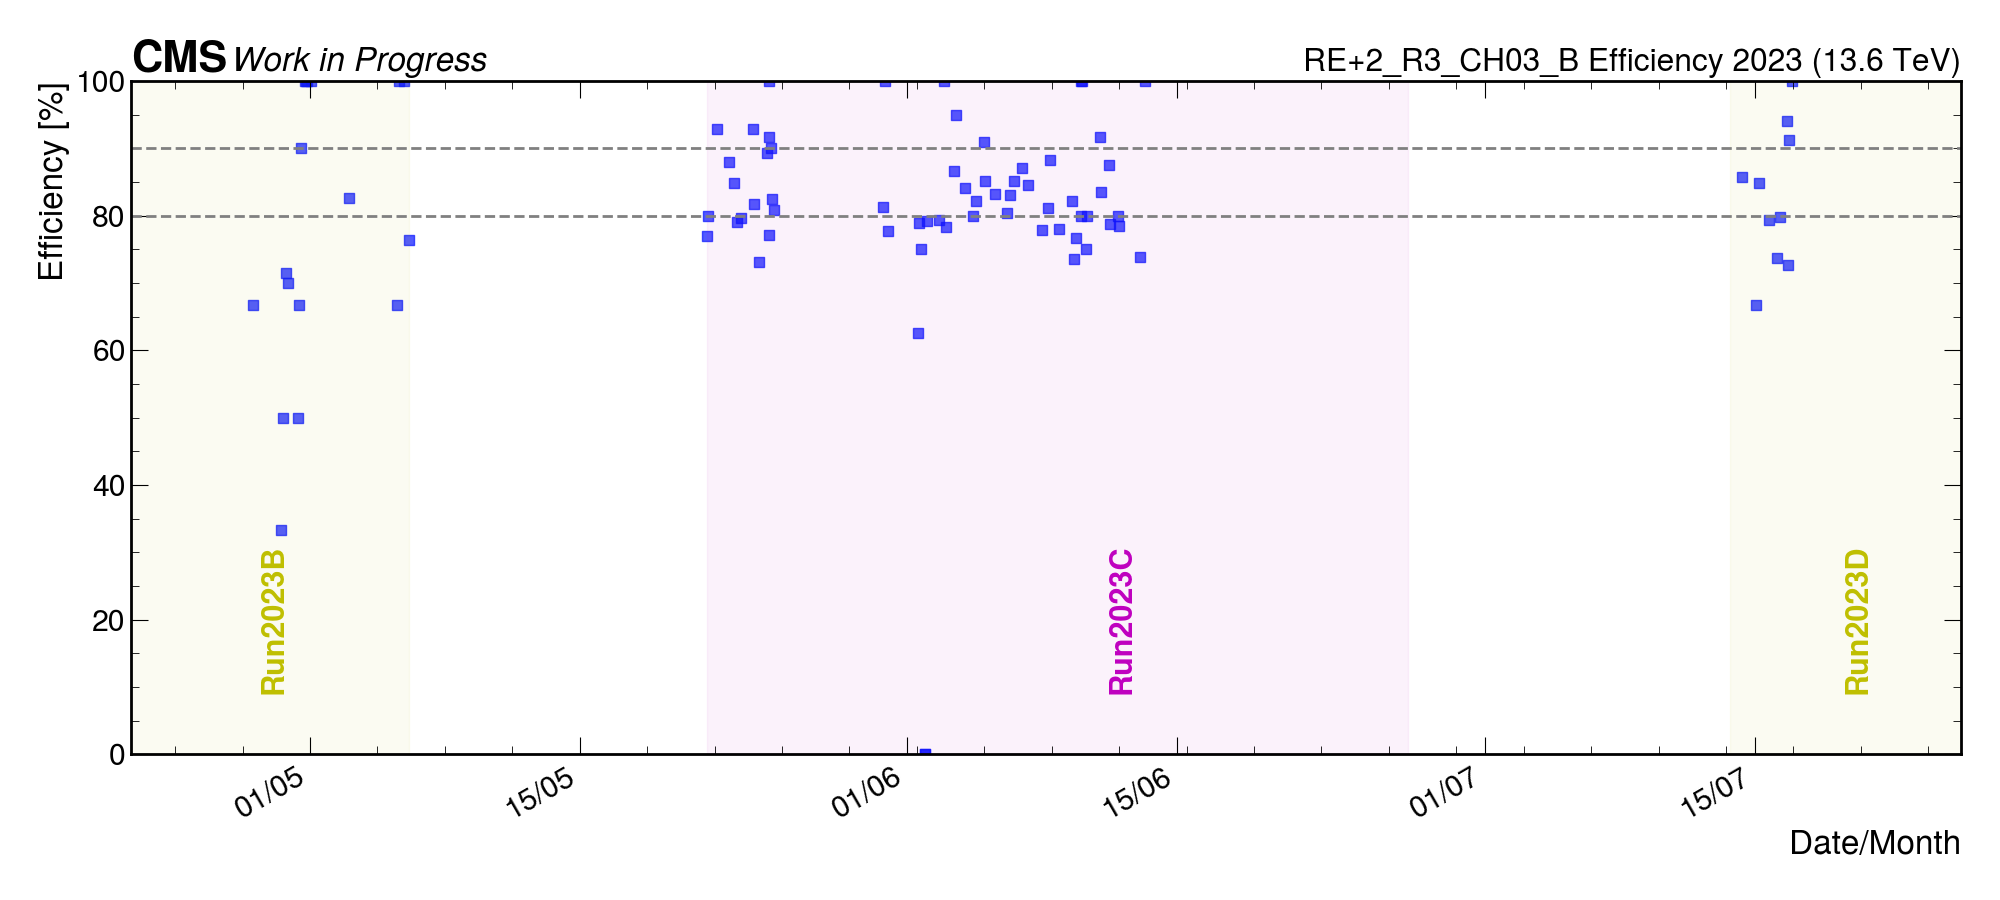 CMS Work in Progress
RE+2_R3_CH03_B Efficiency 2023 (13.6 TeV)
Efficiency [%]
100
80
60
40
20
0
Run2023B
Run2023C
Run2023D
01/05
15/05
01/06
15/06
01/07
15/07
Date/Month